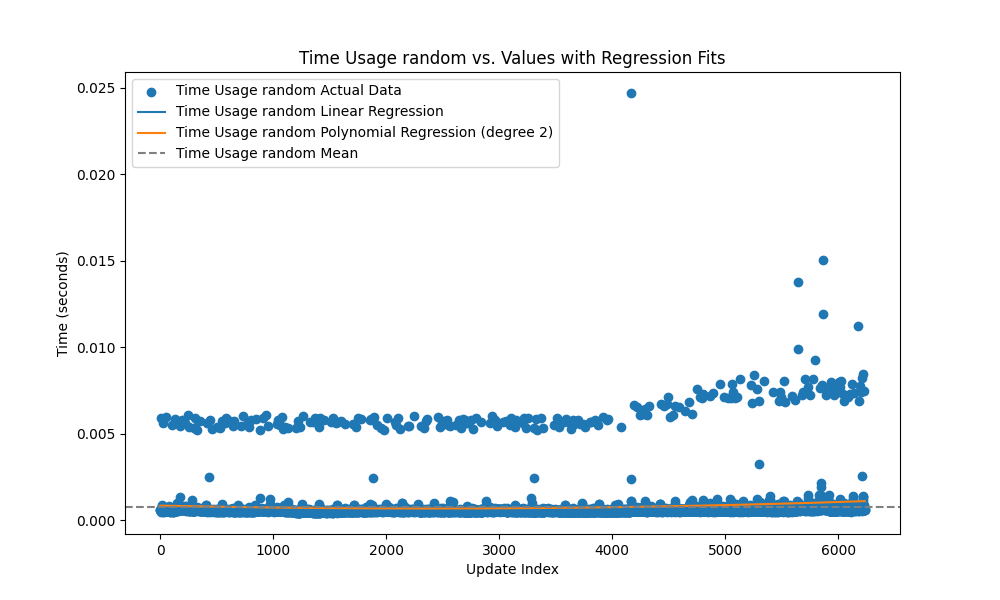 Time Usage random vs. Values with Regression Fits
Time Usage random Actual Data
Time Usage random Linear Regression
Time Usage random Polynomial Regression (degree 2)
Time Usage random Mean
Time (seconds)
0.025
0.020
0.015
0.010
0.005
0.000
0 1000 2000 3000 4000 5000 6000
Update Index